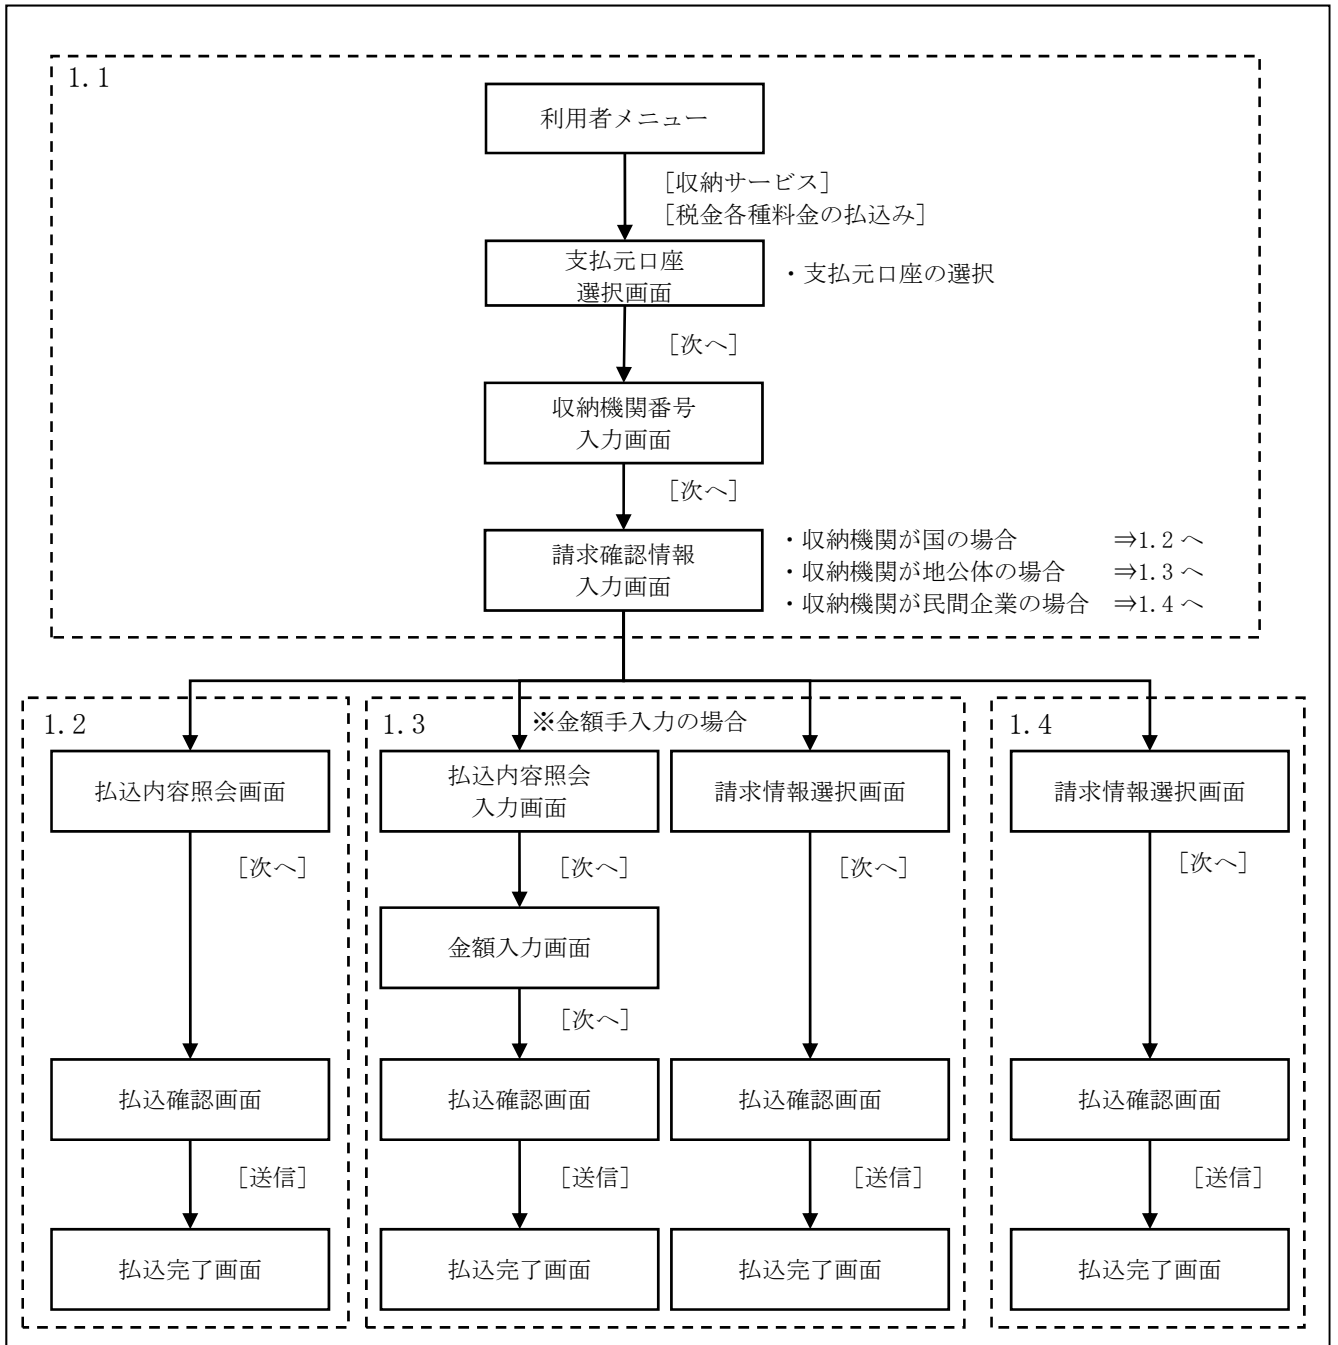 1.1
利用者メニュー
[収納サービス]
[税金各種料金の払込み]
支払元口座
選択画面
・支払元口座の選択
[次へ]
収納機関番号
入力画面
[次へ]
請求確認情報
入力画面
・収納機関が国の場合 ⇒1.2へ
・収納機関が地公体の場合 ⇒1.3へ
・収納機関が民間企業の場合 ⇒1.4へ
1.2
払込内容照会画面
[次へ]
払込確認画面
[送信]
払込完了画面
1.3
※金額手入力の場合
払込内容照会
入力画面
[次へ]
金額入力画面
[次へ]
払込確認画面
[送信]
払込完了画面
請求情報選択画面
[次へ]
払込確認画面
[送信]
払込完了画面
1.4
請求情報選択画面
[次へ]
払込確認画面
[送信]
払込完了画面